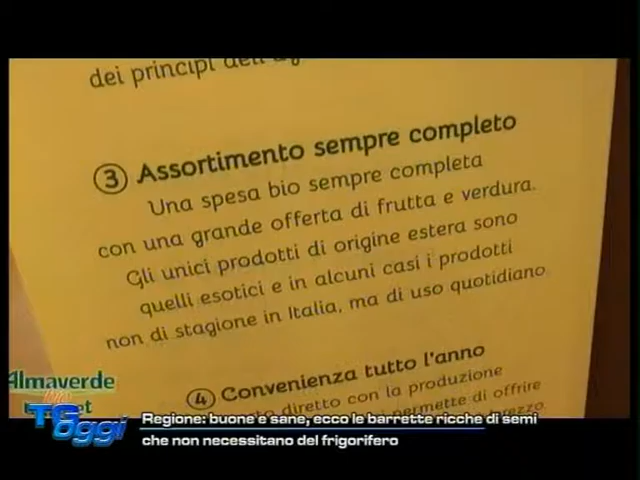 dei principi dell'
3 Assortimento sempre completo
Una spesa bio sempre completa
con una grande offerta di frutta e verdura.
Gli unici prodotti di origine estera sono
quelli esotici e in alcuni casi i prodotti
non di stagione in Italia, ma di uso quotidiano
4 Convenienza tutto l'anno
diretto con la produzione
permette di offrire
Almaverde
TG oggi
Regione: buone e sane, ecco le barrette ricche di semi
che non necessitano del frigorifero